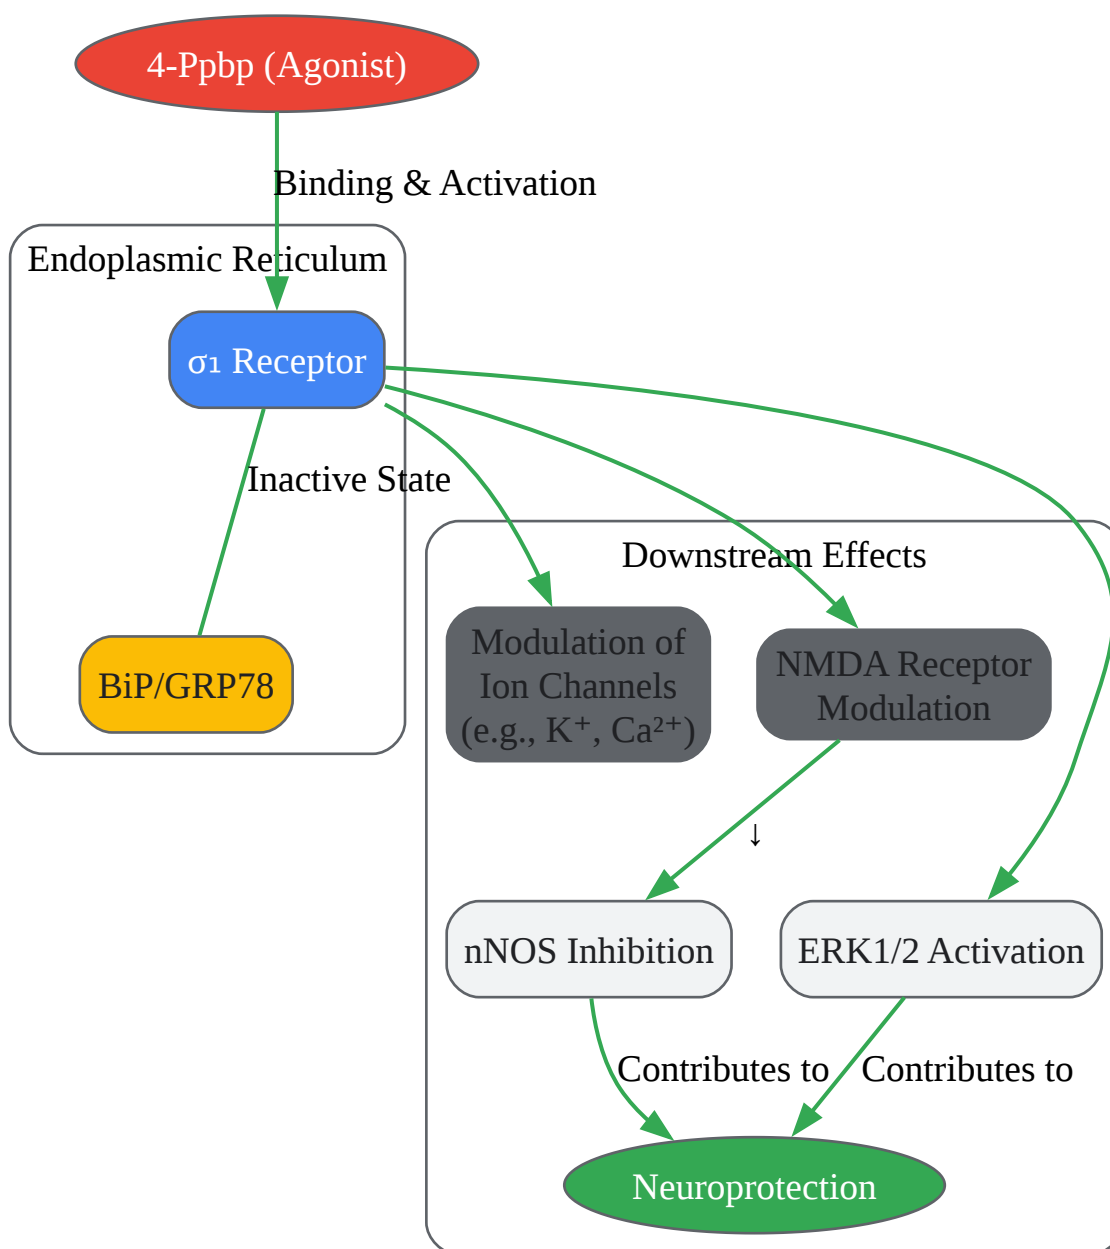 4-Ppbp (Agonist)
Binding & Activation
Endoplasmic Reticulum
σ₁ Receptor
Inactive State
BiP/GRP78
Downstream Effects
Modulation of
Ion Channels
(e.g., K⁺, Ca²⁺)
NMDA Receptor
Modulation
↓
nNOS Inhibition
ERK1/2 Activation
Contributes to
Contributes to
Neuroprotection